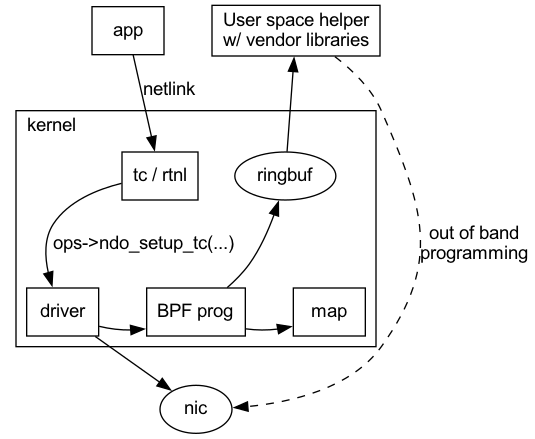 app
User space helper
w/ vendor libraries
netlink
kernel
tc / rtnl
ringbuf
ops->ndo_setup_tc(...)
out of band
programming
driver
BPF prog
map
nic